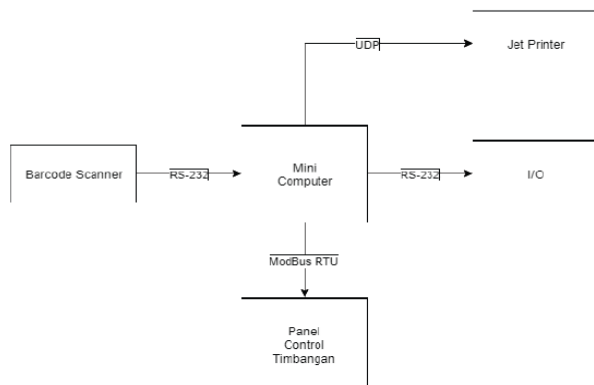 UDP
Jet Printer
Barcode Scanner
RS-232
Mini
Computer
RS-232
I/O
ModBus RTU
Panel
Control
Timbangan